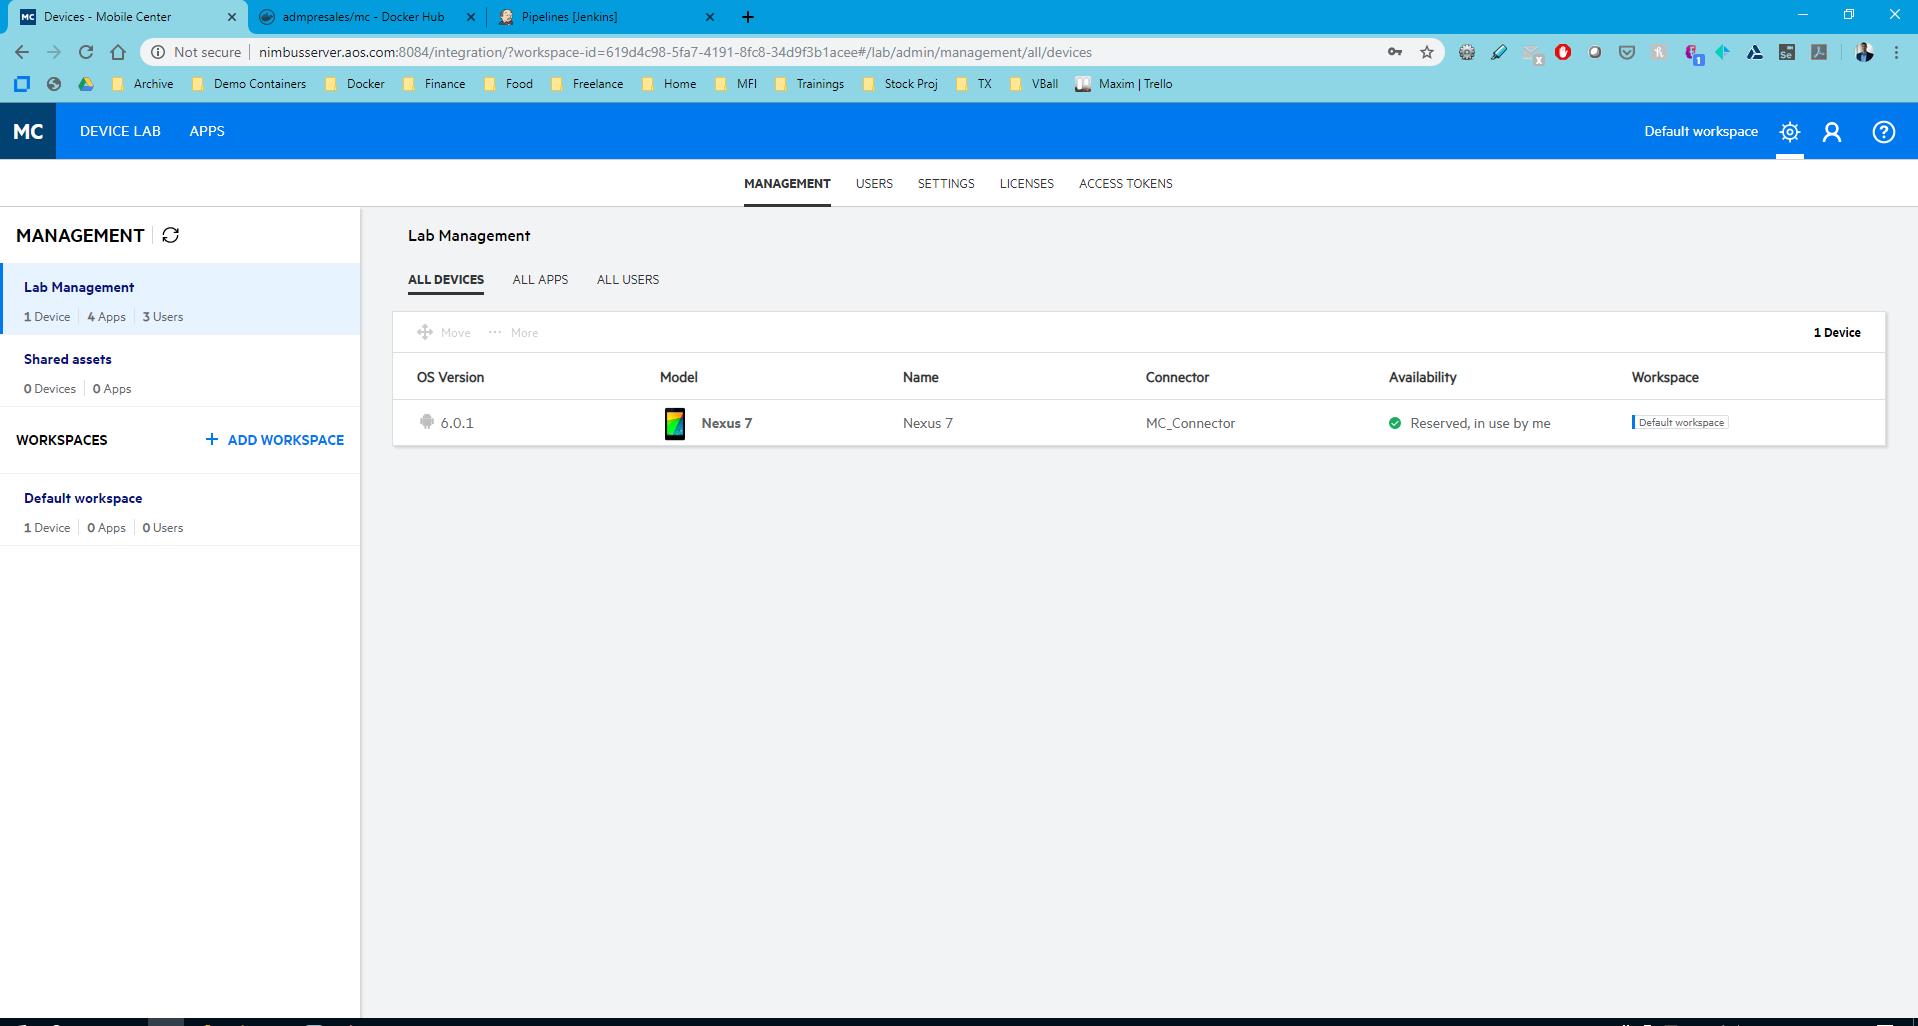 MC Devices - Mobile Center
admpresales/mc - Docker Hub
Pipelines [Jenkins]
Not secure nimbusserver.aos.com:8084/integration/?workspace-id=619d4c98-5fa7-4191-8fc8-34d9f3b1acee#/lab/admin/management/all/devices
x 1 Se
Archive Demo Containers Docker Finance Food Freelance Home MFI Trainings Stock Proj TX VBall Maxim | Trello
MC DEVICE LAB APPS Default workspace ?
MANAGEMENT USERS SETTINGS LICENSES ACCESS TOKENS
MANAGEMENT
Lab Management
1 Device 4 Apps 3 Users
Shared assets
0 Devices 0 Apps
WORKSPACES + ADD WORKSPACE
Default workspace
1 Device 0 Apps 0 Users
Lab Management
ALL DEVICES ALL APPS ALL USERS
Move ... More 1 Device
OS Version Model Name Connector Availability Workspace
6.0.1 Nexus 7 Nexus 7 MC_Connector Reserved, in use by me Default workspace